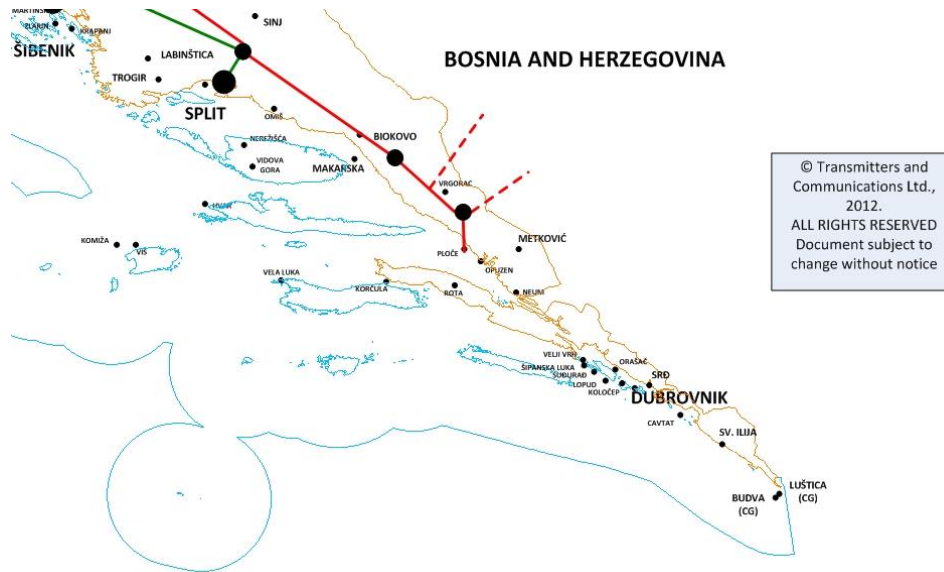 MARTINSK
ZLARIN
KRAPANJ
SINJ
ŠIBENIK
LABINŠTICA
BOSNIA AND HERZEGOVINA
TROGIR
SPLIT
OMIŠ
BIOKOVO
NEREŽIŠĆA
VIDOVA
GORA
MAKARSKA
VRGORAC
HVAR
KOMIŽA
VIS
METKOVIĆ
PLOČE
OPUZEN
VELA LUKA
KORČULA
ROTA
NEUM
© Transmitters and
Communications Ltd.,
2012.
ALL RIGHTS RESERVED
Document subject to
change without notice
VELJI VRH
ORAŠAC
ŠIPANSKA LUKA
SUĐURAĐ
SRĐ
LOPUD
KOLOČEP
DUBROVNIK
CAVTAT
SV. ILIJA
LUŠTICA
(CG)
BUDVA
(CG)